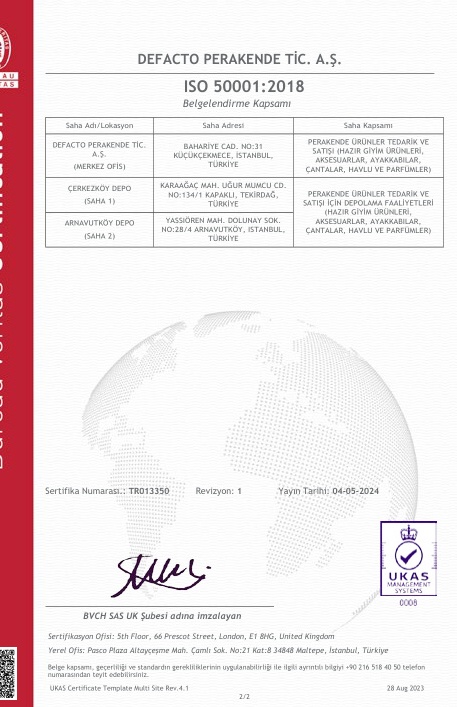 DEFACTO PERAKENDE TİC. A.Ş.
ISO 50001:2018
Belgelendirme Kapsamı
Saha Adı/Lokasyon
Saha Adresi
Saha Kapsamı
DEFACTO PERAKENDE TİC.
A.Ş.
(MERKEZ OFİS)
BAHARİYE CAD. NO:31
KÜÇÜKÇEKMECE, İSTANBUL,
TÜRKİYE
PERAKENDE ÜRÜNLER TEDARİK VE
SATIŞI (HAZIR GİYİM ÜRÜNLERİ,
AKSESUARLAR, AYAKKABILAR,
ÇANTALAR, HAVLU VE PARFÜMLER)
ÇERKEZKÖY DEPO
(SAHA 1)
KARAAĞAÇ MAH. UĞUR MUMCU CD.
NO:134/1 KAPAKLI, TEKİRDAĞ,
TÜRKİYE
PERAKENDE ÜRÜNLER TEDARİK VE
SATIŞI İÇİN DEPOLAMA FAALİYETLERİ
(HAZIR GİYİM ÜRÜNLERİ,
AKSESUARLAR, AYAKKABILAR,
ÇANTALAR, HAVLU VE PARFÜMLER)
ARNAVUTKÖY DEPO
(SAHA 2)
YASSIÖREN MAH. DOLUNAY SOK.
NO:28/4 ARNAVUTKÖY, ISTANBUL,
TÜRKİYE
Sertifika Numarası.: TR013350 Revizyon: 1 Yayın Tarihi: 04-05-2024
UKAS
MANAGEMENT
SYSTEMS
0008
BVCH SAS UK Şubesi adına imzalayan
Sertifikasyon Ofisi: 5th Floor, 66 Prescot Street, London, E1 8HG, United Kingdom
Yerel Ofis: Pasco Plaza Altayçeşme Mah. Çamlı Sok. No:21 Kat:8 34848 Maltepe, İstanbul, Türkiye
Belge kapsamı, geçerliliği ve standardın gerekliliklerinin uygulanabilirliği ile ilgili ayrıntılı bilgiyi +90 216 518 40 50 telefon
numarasından teyit edebilirsiniz.
UKAS Certificate Template Multi Site Rev.4.1
28 Aug 2023
2/2